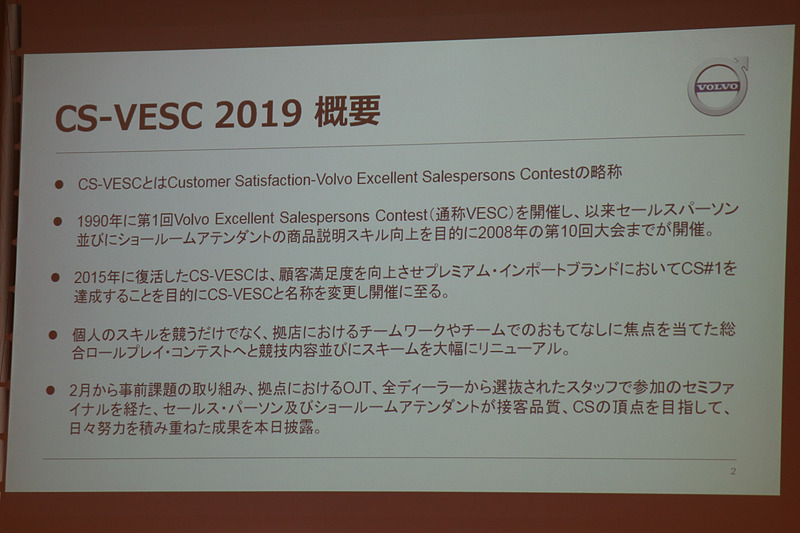 CS-VESC 2019 概要
VOLVO
● CS-VESCとはCustomer Satisfaction-Volvo Excellent Salespersons Contestの略称
● 1990年に第1回Volvo Excellent Salespersons Contest（通称VESC）を開催し、以来セールスパーソン
並びにショールームアテンダントの商品説明スキル向上を目的に2008年の第10回大会までが開催。
● 2015年に復活したCS-VESCは、顧客満足度を向上させプレミアム・インポートブランドにおいてCS#1を
達成することを目的にCS-VESCと名称を変更し開催に至る。
● 個人のスキルを競うだけでなく、拠店におけるチームワークやチームでのおもてなしに焦点を当てた総
合ロールプレイ・コンテストへと競技内容並びにスキームを大幅にリニューアル。
● 2月から事前課題の取り組み、拠点におけるOJT、全ディーラーから選抜されたスタッフで参加のセミファ
イナルを経た、セールス・パーソン及びショールームアテンダントが接客品質、CSの頂点を目指して、
日々努力を積み重ねた成果を本日披露。
2